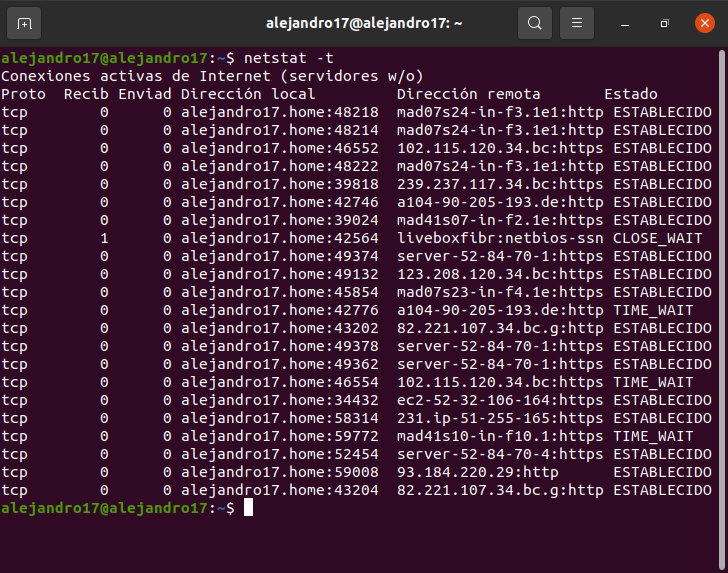 alejandro17@alejandro17: ~
alejandro17@alejandro17:~$ netstat -t
Conexiones activas de Internet (servidores w/o)
Proto  Recib Enviad Dirección local         Dirección remota       Estado
tcp        0      0 alejandro17.home:48218  mad07s24-in-f3.1e1:http ESTABLECIDO
tcp        0      0 alejandro17.home:48214  mad07s24-in-f3.1e1:http ESTABLECIDO
tcp        0      0 alejandro17.home:46552  102.115.120.34.bc:https ESTABLECIDO
tcp        0      0 alejandro17.home:48222  mad07s24-in-f3.1e1:http ESTABLECIDO
tcp        0      0 alejandro17.home:39818  239.237.117.34.bc:https ESTABLECIDO
tcp        0      0 alejandro17.home:42746  a104-90-205-193.de:http ESTABLECIDO
tcp        0      0 alejandro17.home:39024  mad41s07-in-f2.1e:https ESTABLECIDO
tcp        1      0 alejandro17.home:42564  liveboxfibr:netbios-ssn CLOSE_WAIT
tcp        0      0 alejandro17.home:49374  server-52-84-70-1:https ESTABLECIDO
tcp        0      0 alejandro17.home:49132  123.208.120.34.bc:https ESTABLECIDO
tcp        0      0 alejandro17.home:45854  mad07s23-in-f4.1e:https ESTABLECIDO
tcp        0      0 alejandro17.home:42776  a104-90-205-193.de:http TIME_WAIT
tcp        0      0 alejandro17.home:43202  82.221.107.34.bc.g:http ESTABLECIDO
tcp        0      0 alejandro17.home:49378  server-52-84-70-1:https ESTABLECIDO
tcp        0      0 alejandro17.home:49362  server-52-84-70-1:https ESTABLECIDO
tcp        0      0 alejandro17.home:46554  102.115.120.34.bc:https TIME_WAIT
tcp        0      0 alejandro17.home:34432  ec2-52-32-106-164:https ESTABLECIDO
tcp        0      0 alejandro17.home:58314  231.ip-51-255-165:https ESTABLECIDO
tcp        0      0 alejandro17.home:59772  mad41s10-in-f10.1:https TIME_WAIT
tcp        0      0 alejandro17.home:52454  server-52-84-70-4:https ESTABLECIDO
tcp        0      0 alejandro17.home:59008  93.184.220.29:http      ESTABLECIDO
tcp        0      0 alejandro17.home:43204  82.221.107.34.bc.g:http ESTABLECIDO
alejandro17@alejandro17:~$